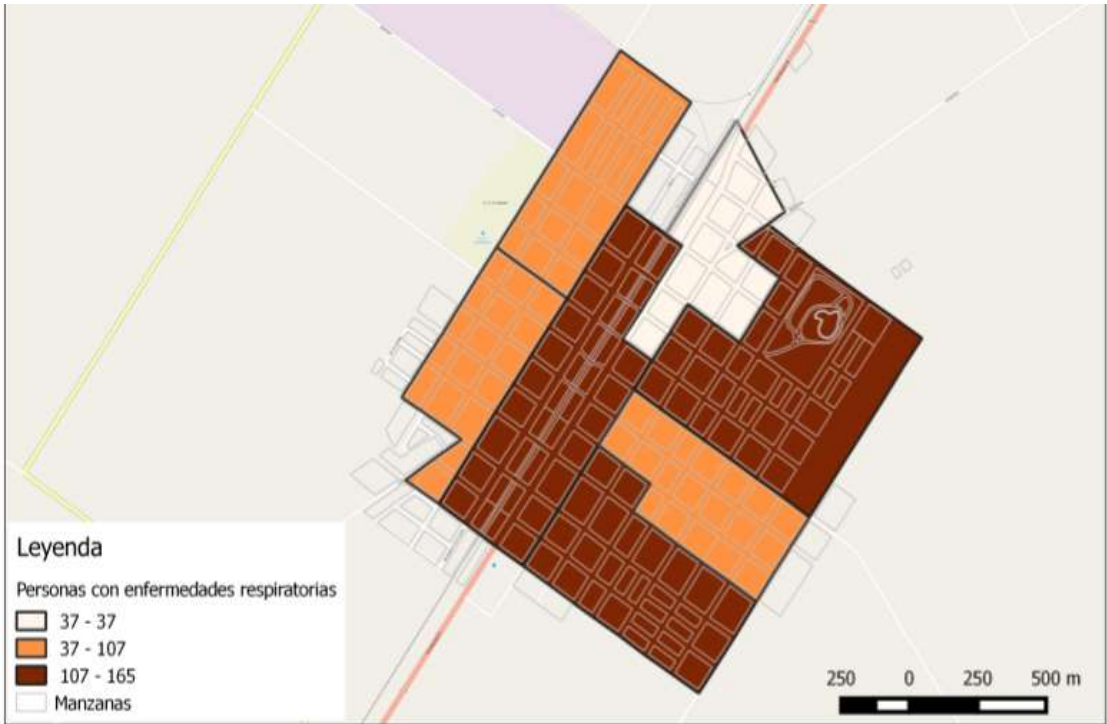 Leyenda
Personas con enfermedades respiratorias
37 - 37
37 - 107
107 - 165
Manzanas
250 0 250 500 m